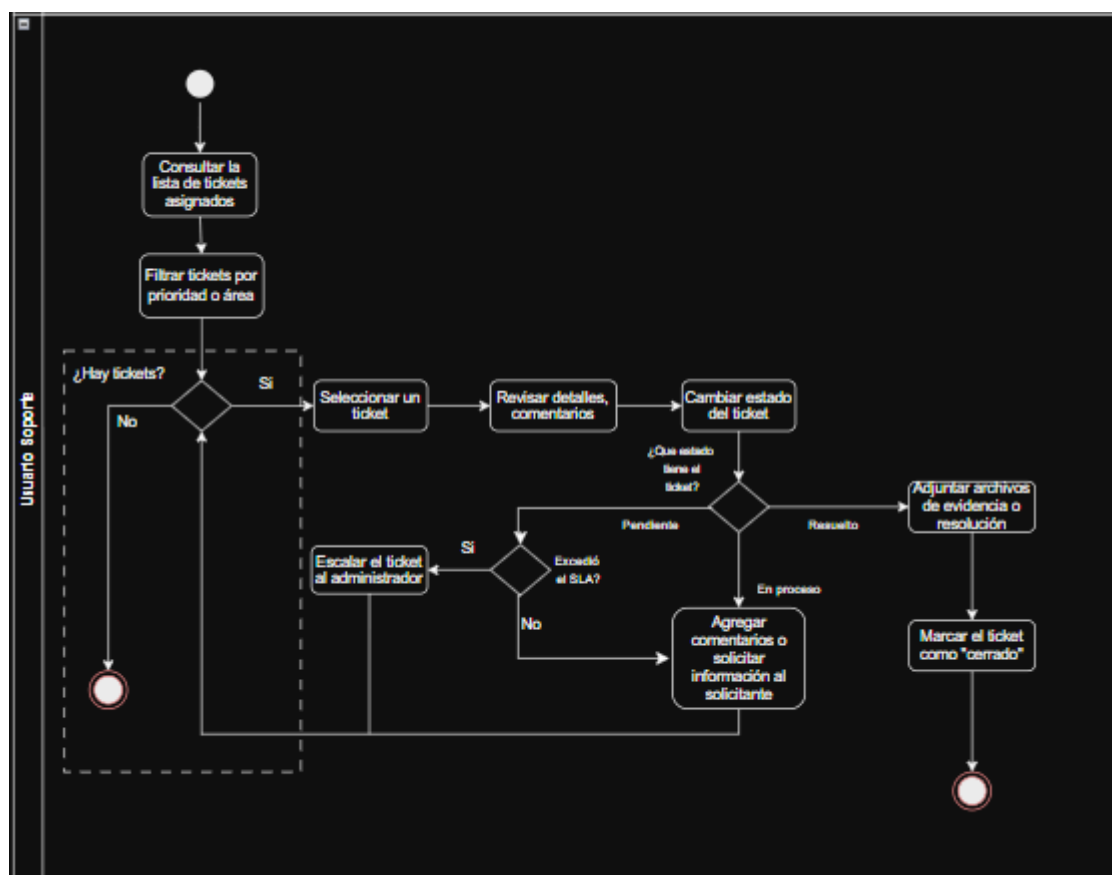 Usuario Soporte
Consultar la
lista de tickets
asignados
Filtrar tickets por
prioridad o área
¿Hay tickets?
Si
No
Seleccionar un
ticket
Revisar detalles,
comentarios
Cambiar estado
del ticket
¿Que estado
tiene el
ticket?
Pendiente
Resuelto
En proceso
Adjuntar archivos
de evidencia o
resolución
Marcar el ticket
como "cerrado"
Excedió
el SLA?
Si
No
Escalar el ticket
al administrador
Agregar
comentarios o
solicitar
información al
solicitante